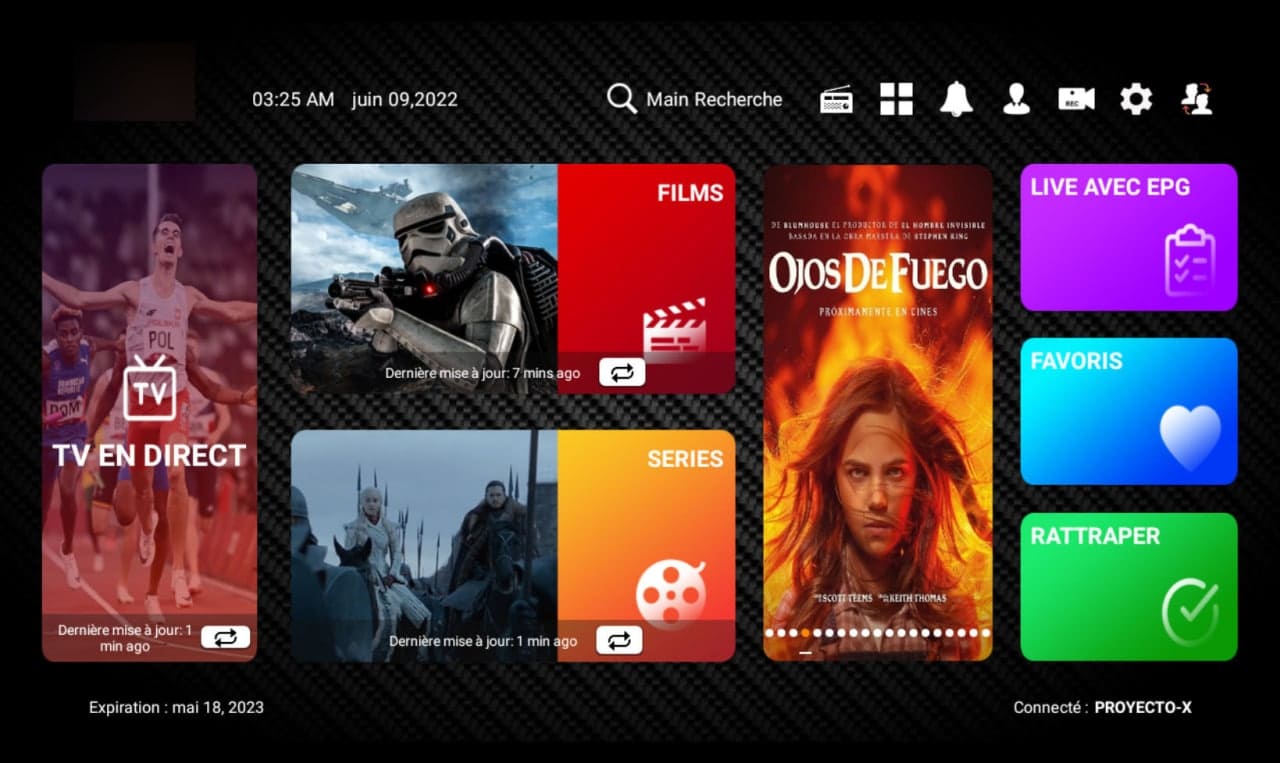 03:25 AM juin 09,2022
Main Recherche
REC
POLSKA
POL
DOMINICAN
REPUBLIC
DOM
TV
TV EN DIRECT
Dernière mise à jour: 1
min ago
FILMS
Dernière mise à jour: 7 mins ago
SERIES
Dernière mise à jour: 1 min ago
DE BLUMHOUSE EL PRODUCTOR DE EL HOMBRE INVISIBLE
BASADA EN LA OBRA MAESTRA DE STEPHEN KING
OJOS DE FUEGO
PRÓXIMAMENTE EN CINES
SCOTT TEEMS KEITH THOMAS
LIVE AVEC EPG
FAVORIS
RATTRAPER
Expiration : mai 18, 2023
Connecté : PROYECTO-X